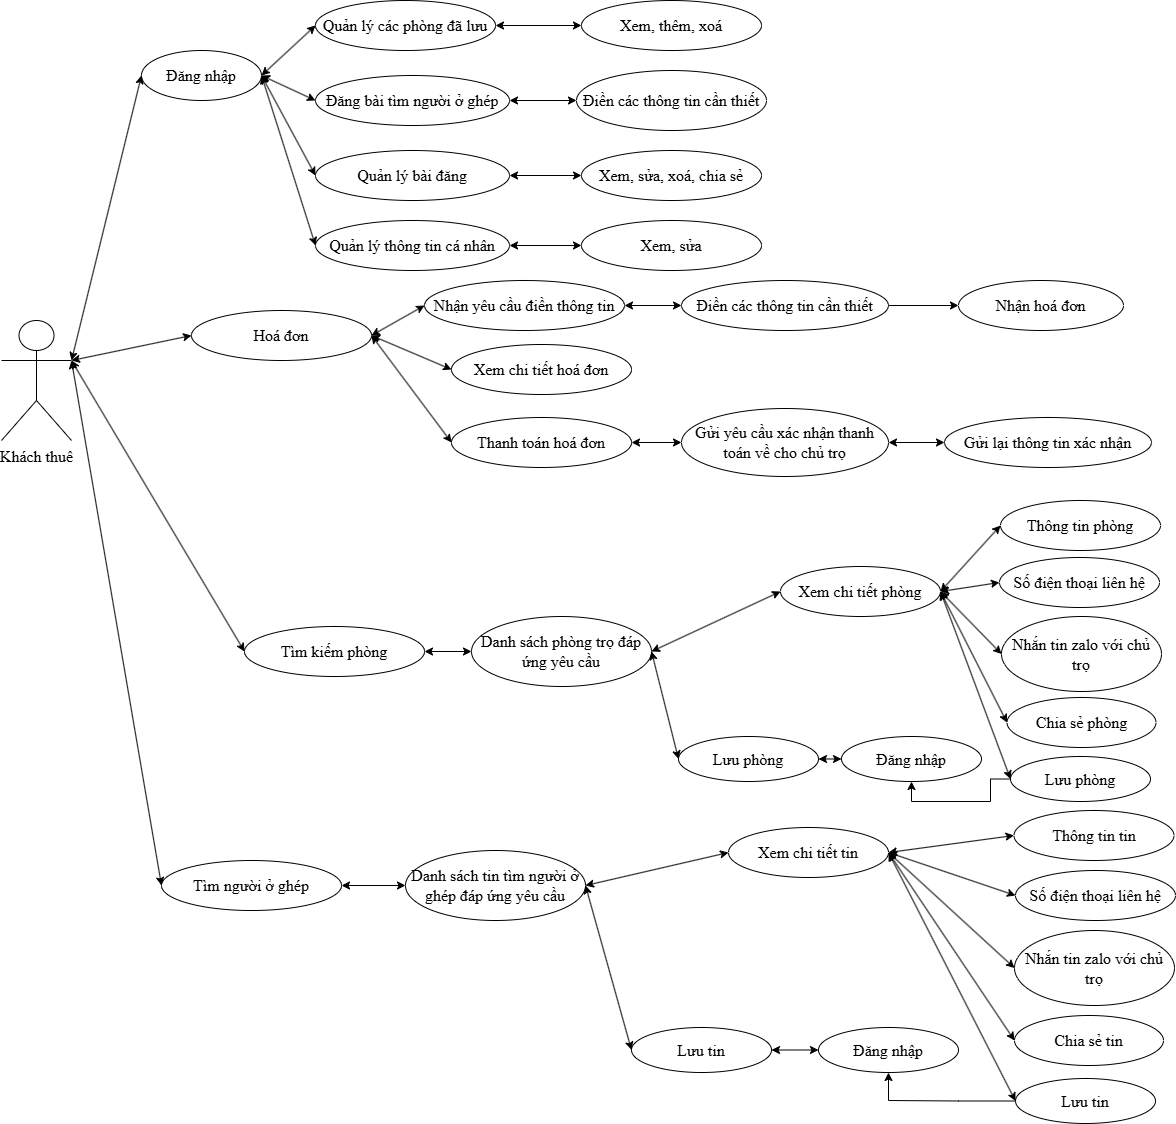 Quản lý các phòng đã lưu
Xem, thêm, xoá
Đăng nhập
Đăng bài tìm người ở ghép
Điền các thông tin cần thiết
Quản lý bài đăng
Xem, sửa, xoá, chia sẻ
Quản lý thông tin cá nhân
Xem, sửa
Nhận yêu cầu điền thông tin
Điền các thông tin cần thiết
Nhận hoá đơn
Hoá đơn
Xem chi tiết hoá đơn
Khách thuê
Thanh toán hoá đơn
Gửi yêu cầu xác nhận thanh
toán về cho chủ trọ
Gửi lại thông tin xác nhận
Thông tin phòng
Xem chi tiết phòng
Số điện thoại liên hệ
Tìm kiếm phòng
Danh sách phòng trọ đáp
ứng yêu cầu
Nhắn tin zalo với chủ
trọ
Chia sẻ phòng
Lưu phòng
Đăng nhập
Lưu phòng
Thông tin tin
Xem chi tiết tin
Tìm người ở ghép
Danh sách tin tìm người ở
ghép đáp ứng yêu cầu
Số điện thoại liên hệ
Nhắn tin zalo với chủ
trọ
Chia sẻ tin
Lưu tin
Đăng nhập
Lưu tin